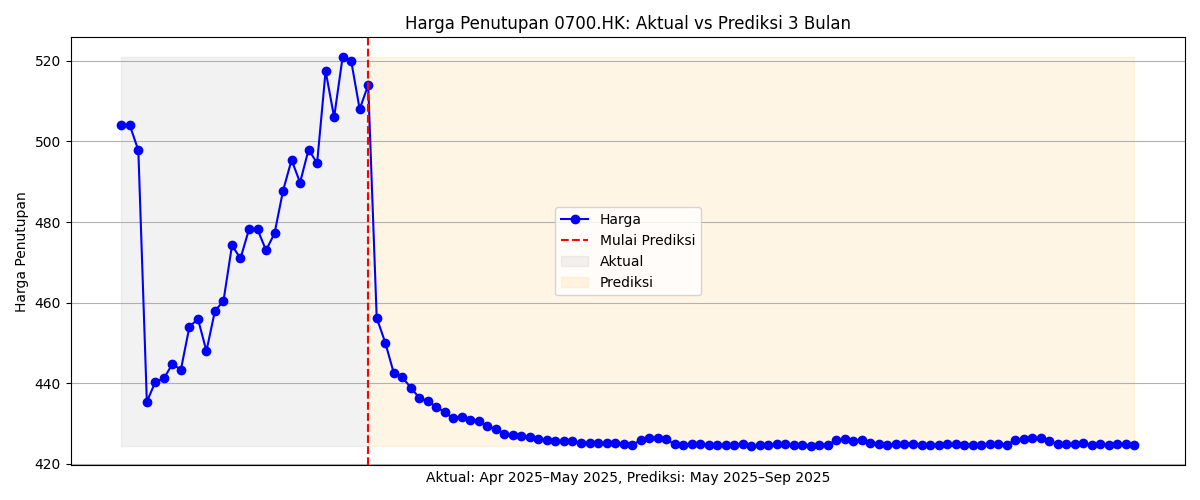 Harga Penutupan 0700.HK: Aktual vs Prediksi 3 Bulan
Harga Penutupan
520
500
480
460
440
420
Harga
Mulai Prediksi
Aktual
Prediksi
Aktual: Apr 2025–May 2025, Prediksi: May 2025–Sep 2025